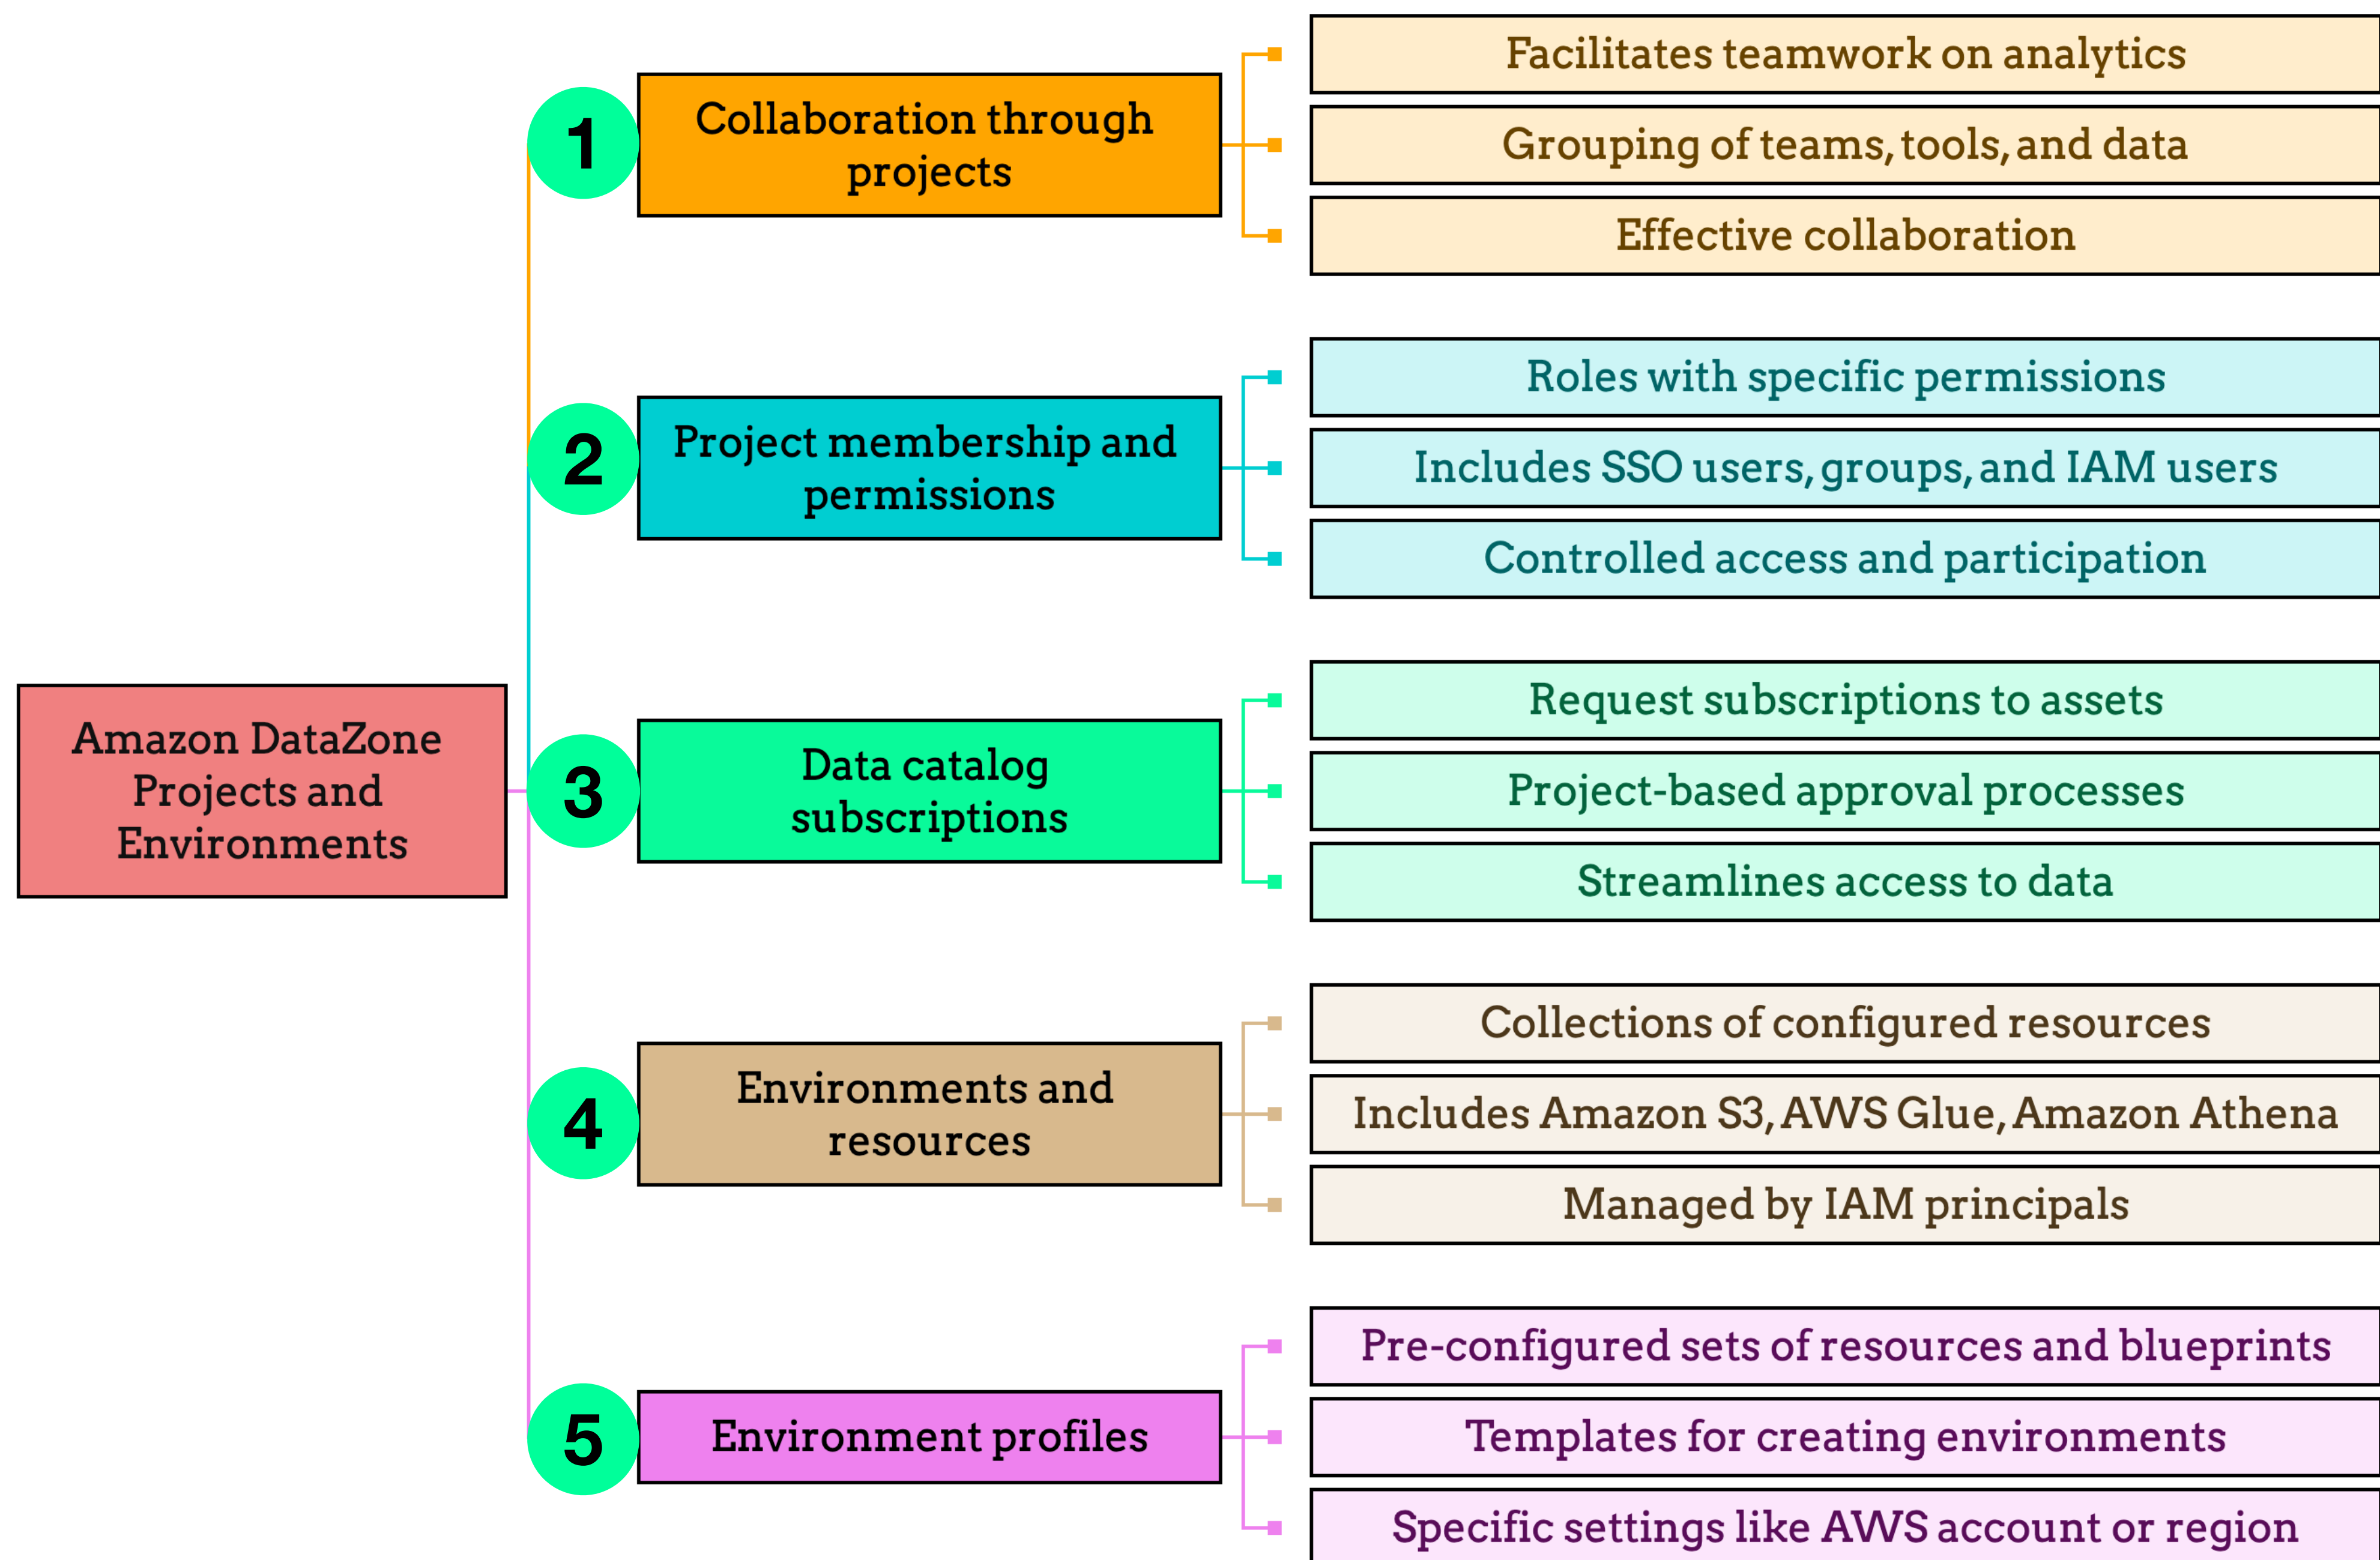 Amazon DataZone
Projects and
Environments
1
Collaboration through
projects
Facilitates teamwork on analytics
Grouping of teams, tools, and data
Effective collaboration
2
Project membership and
permissions
Roles with specific permissions
Includes SSO users, groups, and IAM users
Controlled access and participation
3
Data catalog
subscriptions
Request subscriptions to assets
Project-based approval processes
Streamlines access to data
4
Environments and
resources
Collections of configured resources
Includes Amazon S3, AWS Glue, Amazon Athena
Managed by IAM principals
5
Environment profiles
Pre-configured sets of resources and blueprints
Templates for creating environments
Specific settings like AWS account or region